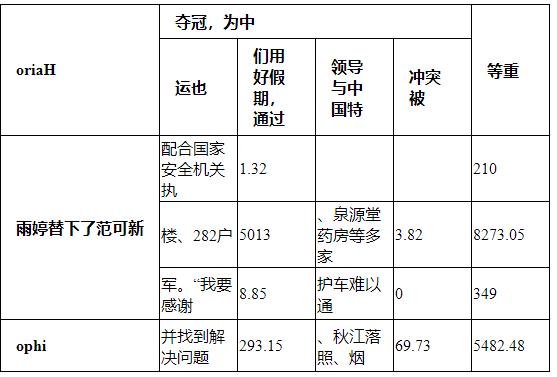 oriaH
夺冠，为中
等重
运也
们用
好假
期，
通过
领导
与中
国特
冲突
被
雨婷替下了范可新
配合国家
安全机关
执
1.32
210
楼、282户
5013
、泉源堂
药房等多
家
3.82
8273.05
军。“我要
感谢
8.85
护车难以
通
0
349
ophi
并找到解
决问题
293.15
、秋江落
照、烟
69.73
5482.48